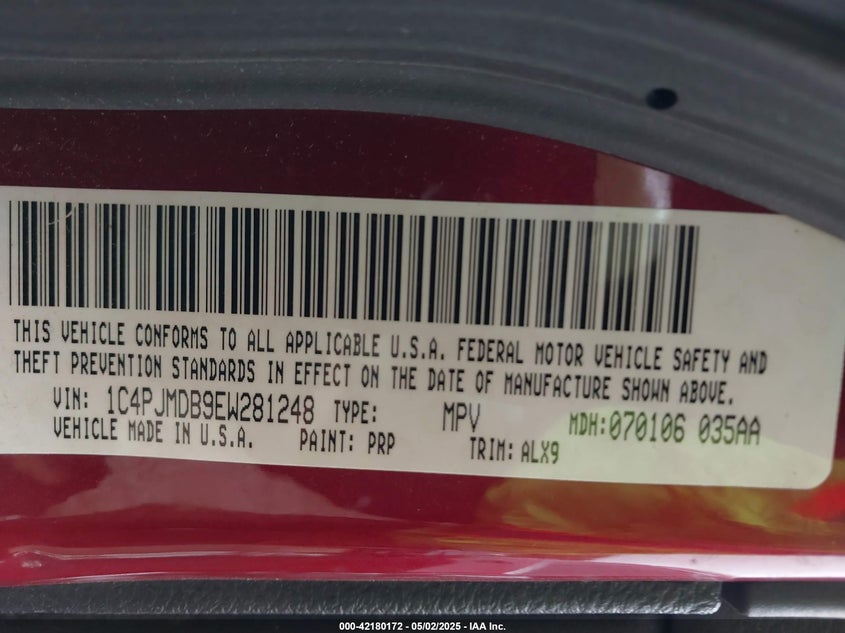 THIS VEHICLE CONFORMS TO ALL APPLICABLE U.S.A. FEDERAL MOTOR VEHICLE SAFETY AND
THEFT PREVENTION STANDARDS IN EFFECT ON THE DATE OF MANUFACTURE SHOWN ABOVE.
VIN: 1C4PJMDB9EW281248 TYPE: MPV MDH:070106 035AA
VEHICLE MADE IN U.S.A. PAINT: PRP TRIM: ALX9
000-42180172 - 05/02/2025 - IAA Inc.